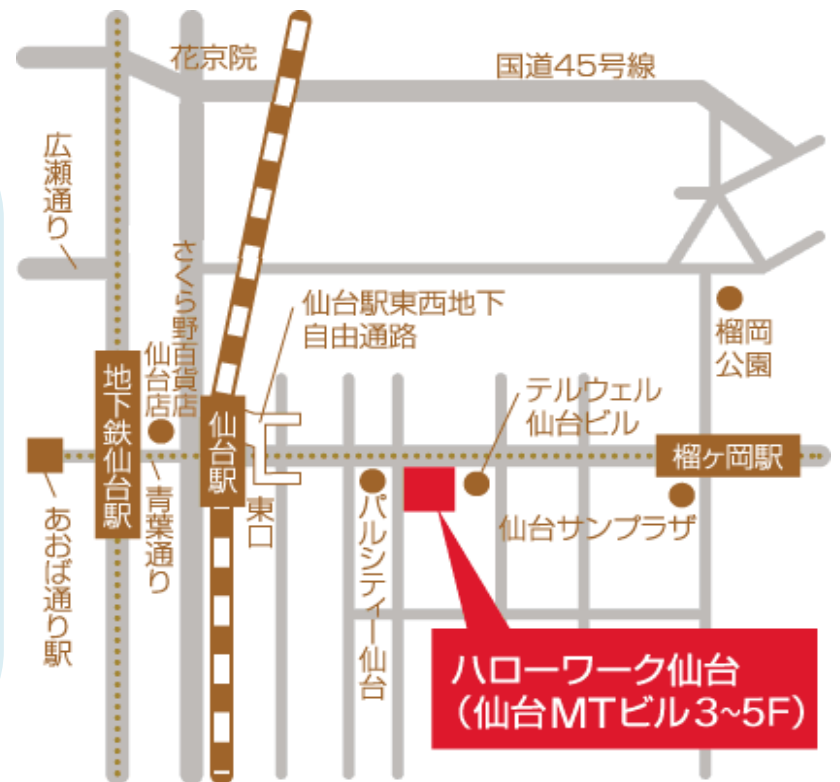 花京院
国道45号線
広瀬通り
さくら野百貨店
仙台店
仙台駅東西地下
自由通路
榴岡
公園
地下鉄仙台駅
仙台駅
テルウェル
仙台ビル
榴ヶ岡駅
青葉通り
東口
あおば通り駅
パルシティー仙台
仙台サンプラザ
ハローワーク仙台
(仙台MTビル3~5F)